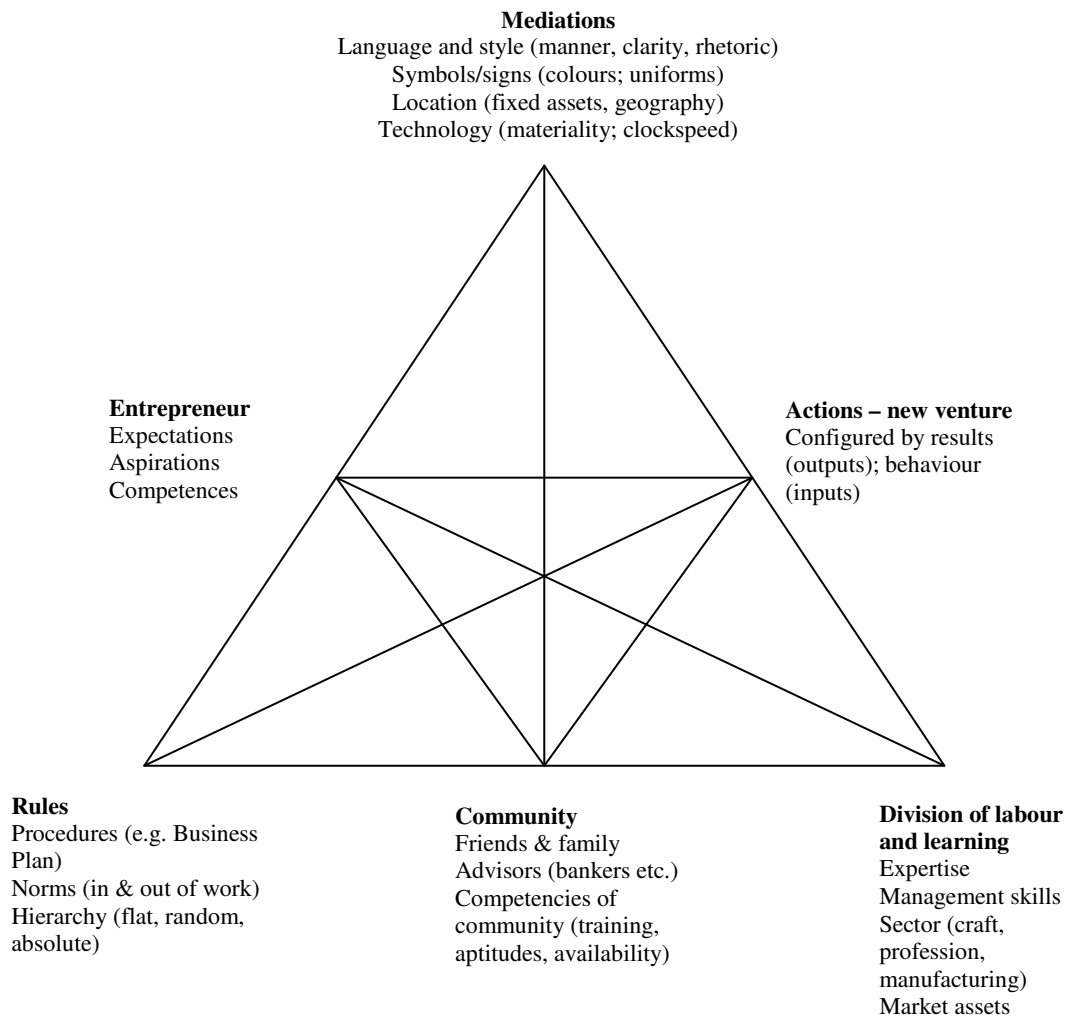 Mediations
Language and style (manner, clarity, rhetoric)
Symbols/signs (colours; uniforms)
Location (fixed assets, geography)
Technology (materiality; clockspeed)
Entrepreneur
Expectations
Aspirations
Competences
Actions – new venture
Configured by results
(outputs); behaviour
(inputs)
Rules
Procedures (e.g. Business
Plan)
Norms (in & out of work)
Hierarchy (flat, random,
absolute)
Community
Friends & family
Advisors (bankers etc.)
Competencies of
community (training,
aptitudes, availability)
Division of labour
and learning
Expertise
Management skills
Sector (craft,
profession,
manufacturing)
Market assets